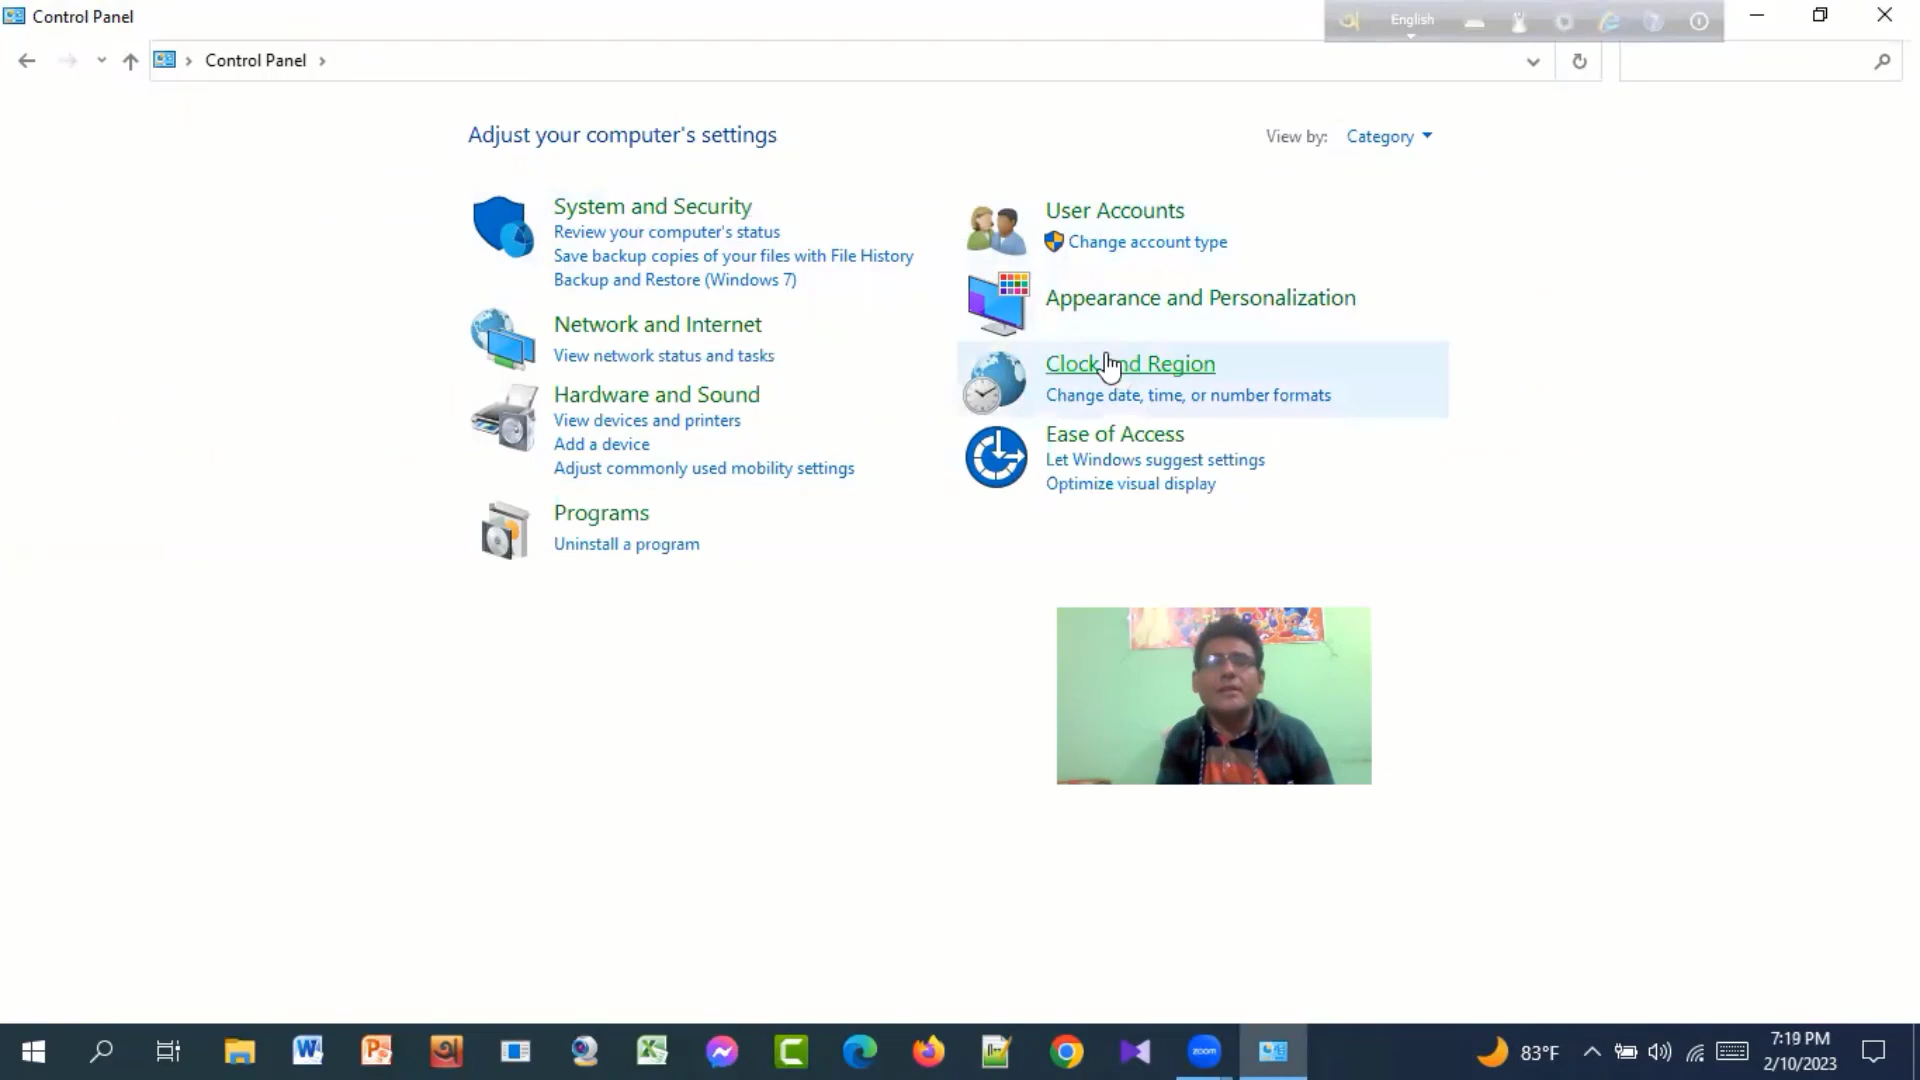 Control Panel
English
Control Panel
Adjust your computer's settings
View by: Category
System and Security
Review your computer's status
Save backup copies of your files with File History
Backup and Restore (Windows 7)
Network and Internet
View network status and tasks
Hardware and Sound
View devices and printers
Add a device
Adjust commonly used mobility settings
Programs
Uninstall a program
User Accounts
Change account type
Appearance and Personalization
Clock and Region
Change date, time, or number formats
Ease of Access
Let Windows suggest settings
Optimize visual display
zoom
83°F
7:19 PM
2/10/2023